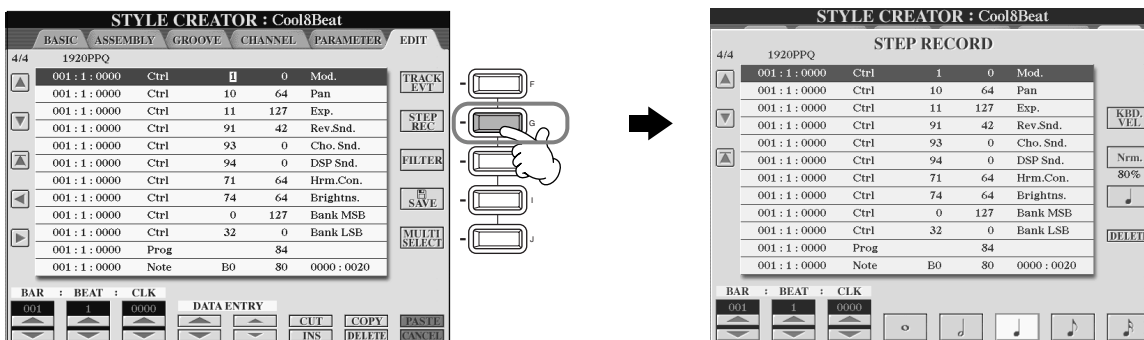 STYLE CREATOR : Cool8Beat
BASIC ASSEMBLY GROOVE CHANNEL PARAMETER EDIT
4/4 1920PPQ
001 : 1 : 0000 Ctrl 1 0 Mod.
001 : 1 : 0000 Ctrl 10 64 Pan
001 : 1 : 0000 Ctrl 11 127 Exp.
001 : 1 : 0000 Ctrl 91 42 Rev.Snd.
001 : 1 : 0000 Ctrl 93 0 Cho. Snd.
001 : 1 : 0000 Ctrl 94 0 DSP Snd.
001 : 1 : 0000 Ctrl 71 64 Hrm.Con.
001 : 1 : 0000 Ctrl 74 64 Brightns.
001 : 1 : 0000 Ctrl 0 127 Bank MSB
001 : 1 : 0000 Ctrl 32 0 Bank LSB
001 : 1 : 0000 Prog 84
001 : 1 : 0000 Note B0 80 0000 : 0020
TRACK
EVT
STEP
REC
FILTER
SAVE
MULTI
SELECT
F
G
I
J
BAR : BEAT : CLK
001 1 0000
DATA ENTRY
CUT COPY PASTE
INS DELETE CANCEL
STYLE CREATOR : Cool8Beat
STEP RECORD
4/4 1920PPQ
001 : 1 : 0000 Ctrl 1 0 Mod.
001 : 1 : 0000 Ctrl 10 64 Pan
001 : 1 : 0000 Ctrl 11 127 Exp.
001 : 1 : 0000 Ctrl 91 42 Rev.Snd.
001 : 1 : 0000 Ctrl 93 0 Cho. Snd.
001 : 1 : 0000 Ctrl 94 0 DSP Snd.
001 : 1 : 0000 Ctrl 71 64 Hrm.Con.
001 : 1 : 0000 Ctrl 74 64 Brightns.
001 : 1 : 0000 Ctrl 0 127 Bank MSB
001 : 1 : 0000 Ctrl 32 0 Bank LSB
001 : 1 : 0000 Prog 84
001 : 1 : 0000 Note B0 80 0000 : 0020
KBD.
VEL
Nrm.
80%
DELETE
BAR : BEAT : CLK
001 1 0000